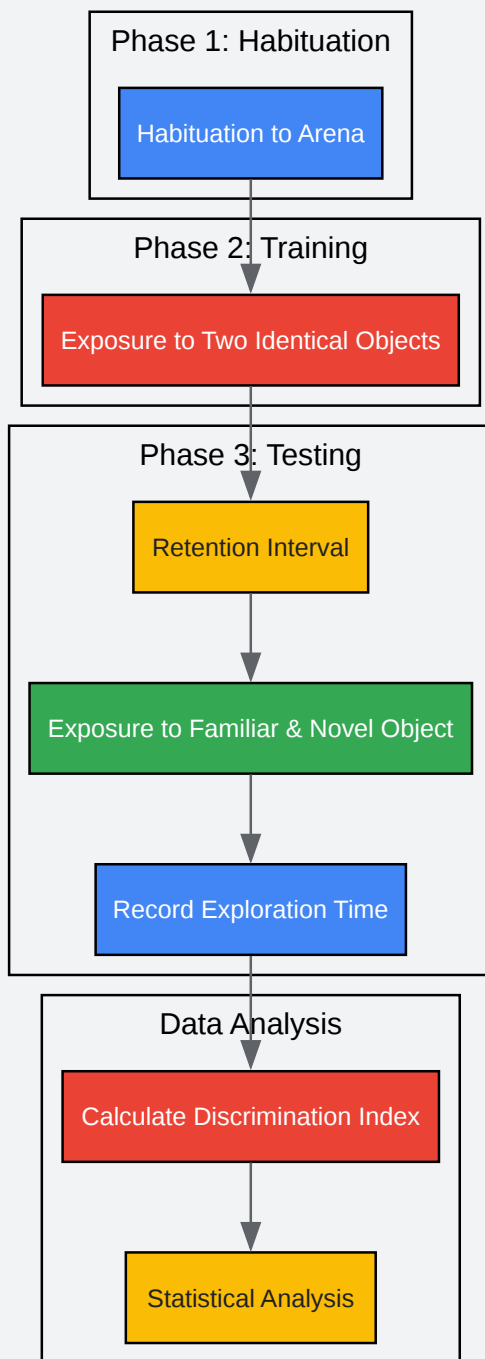 Phase 1: Habituation
Habituation to Arena
Phase 2: Training
Exposure to Two Identical Objects
Phase 3: Testing
Retention Interval
Exposure to Familiar & Novel Object
Record Exploration Time
Data Analysis
Calculate Discrimination Index
Statistical Analysis